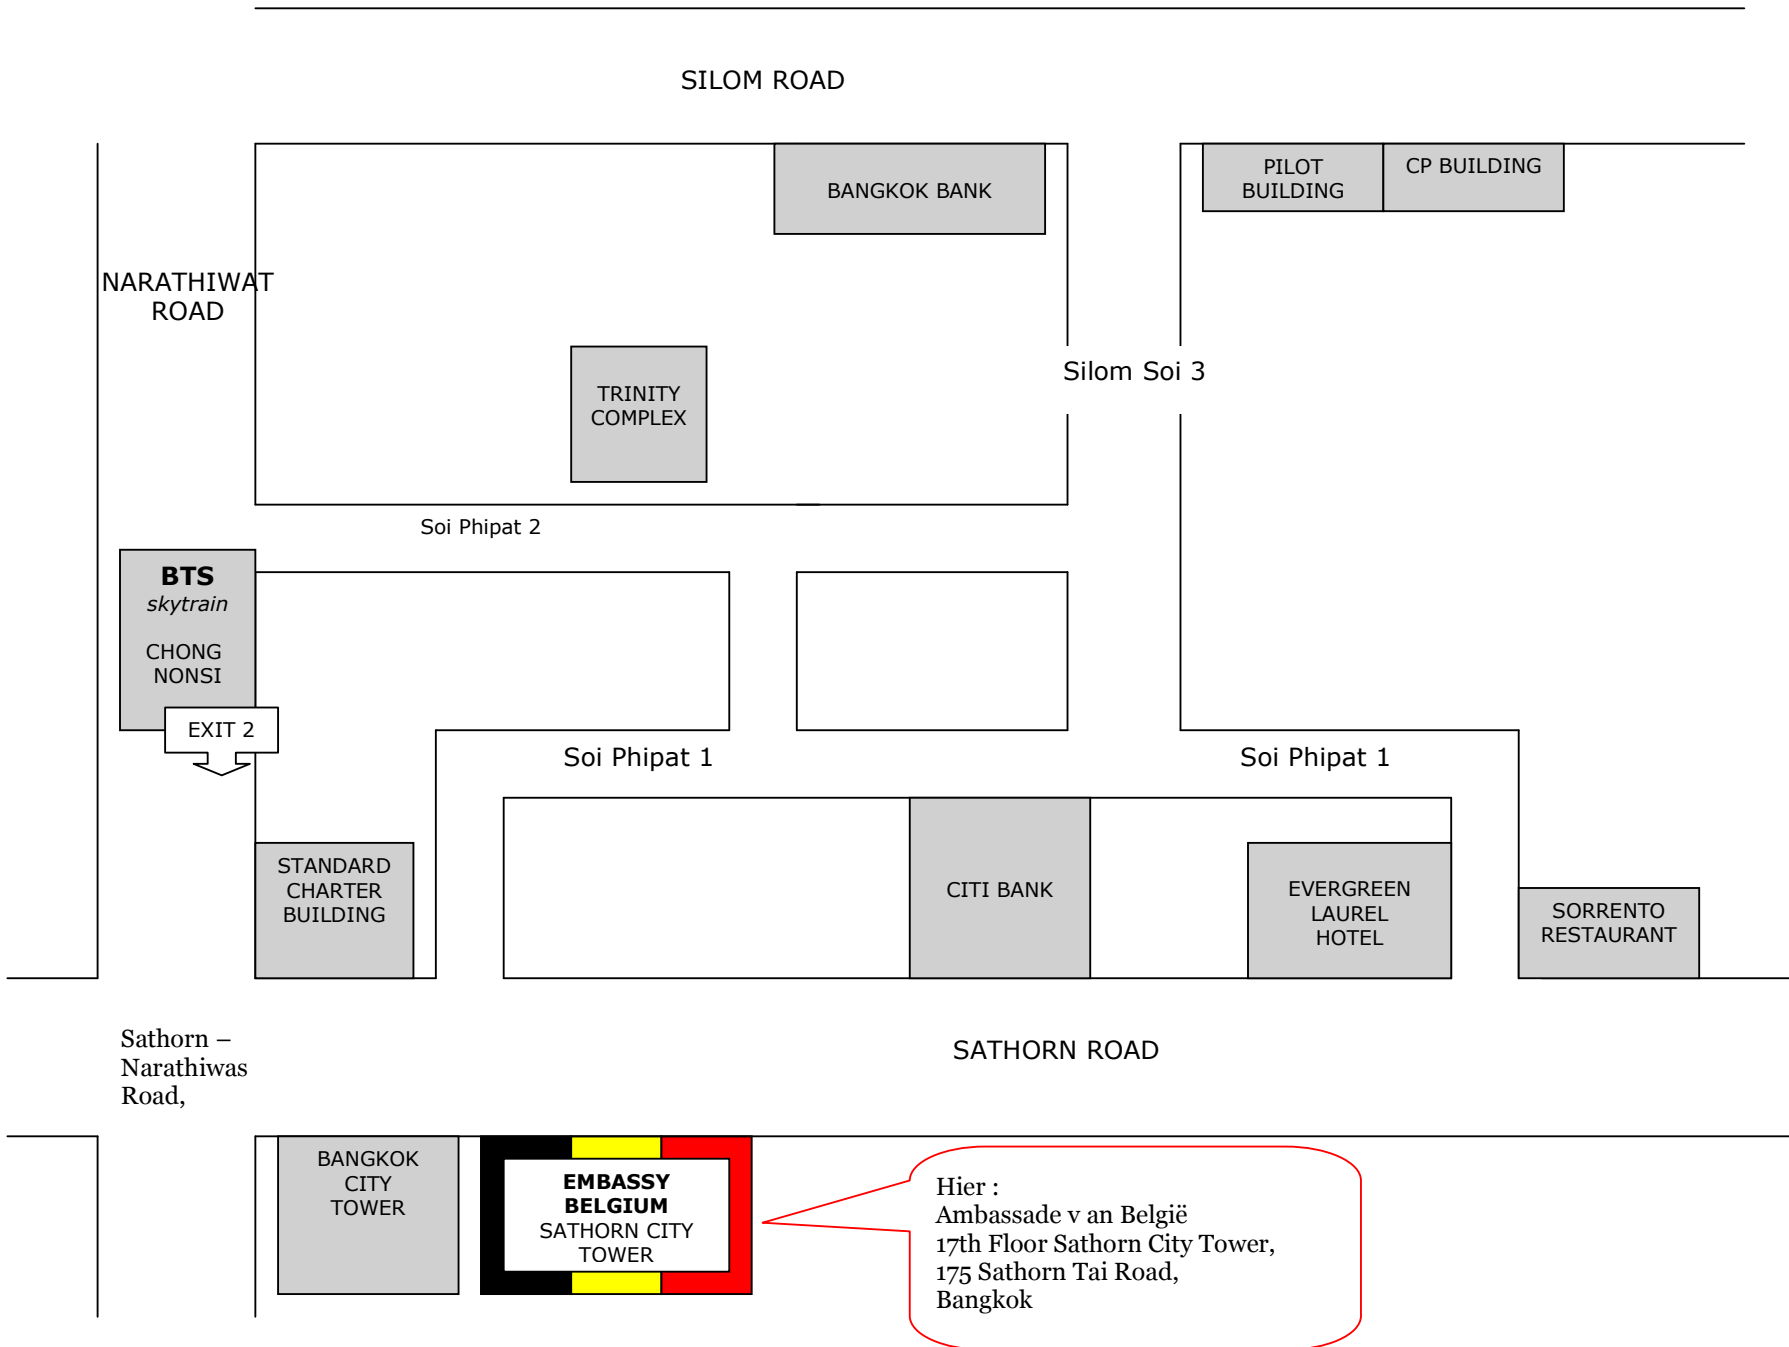 SILOM ROAD
BANGKOK BANK
PILOT
BUILDING
CP BUILDING
NARATHIWAT
ROAD
Silom Soi 3
TRINITY
COMPLEX
Soi Phipat 2
BTS
skytrain
CHONG
NONSI
EXIT 2
Soi Phipat 1
Soi Phipat 1
STANDARD
CHARTER
BUILDING
CITI BANK
EVERGREEN
LAUREL
HOTEL
SORRENTO
RESTAURANT
Sathorn –
Narathiwas
Road,
SATHORN ROAD
BANGKOK
CITY
TOWER
EMBASSY
BELGIUM
SATHORN CITY
TOWER
Hier :
Ambassade v an België
17th Floor Sathorn City Tower,
175 Sathorn Tai Road,
Bangkok